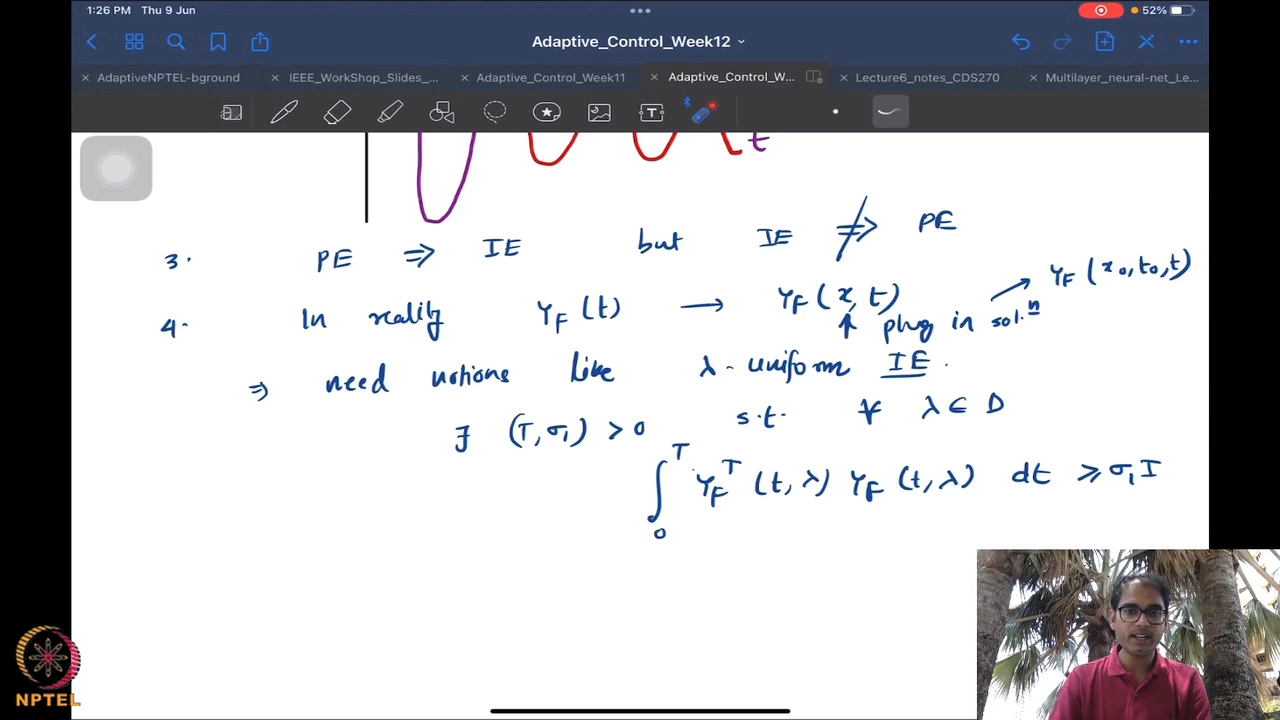 1:26 PM Thu 9 Jun
52%
Adaptive_Control_Week12
AdaptiveNPTEL-bground
IEEE_WorkShop_Slides_...
Adaptive_Control_Week11
Adaptive_Control_W...
Lecture6_notes_CDS270
Multilayer_neural-net_Le...
t
3. PE ⇒ IE but IE ⇏ PE
4. In reality Y_F(t) → Y_F(x, t) ↑ plug in sol.ⁿ → Y_F(x₀, t₀, t)
⇒ need notions like λ-uniform IE.
∃ (T, σ₁) > 0 s.t. ∀ λ ∈ D
∫₀ᵀ Y_Fᵀ(t, λ) Y_F(t, λ) dt ≥ σ₁ I
NPTEL